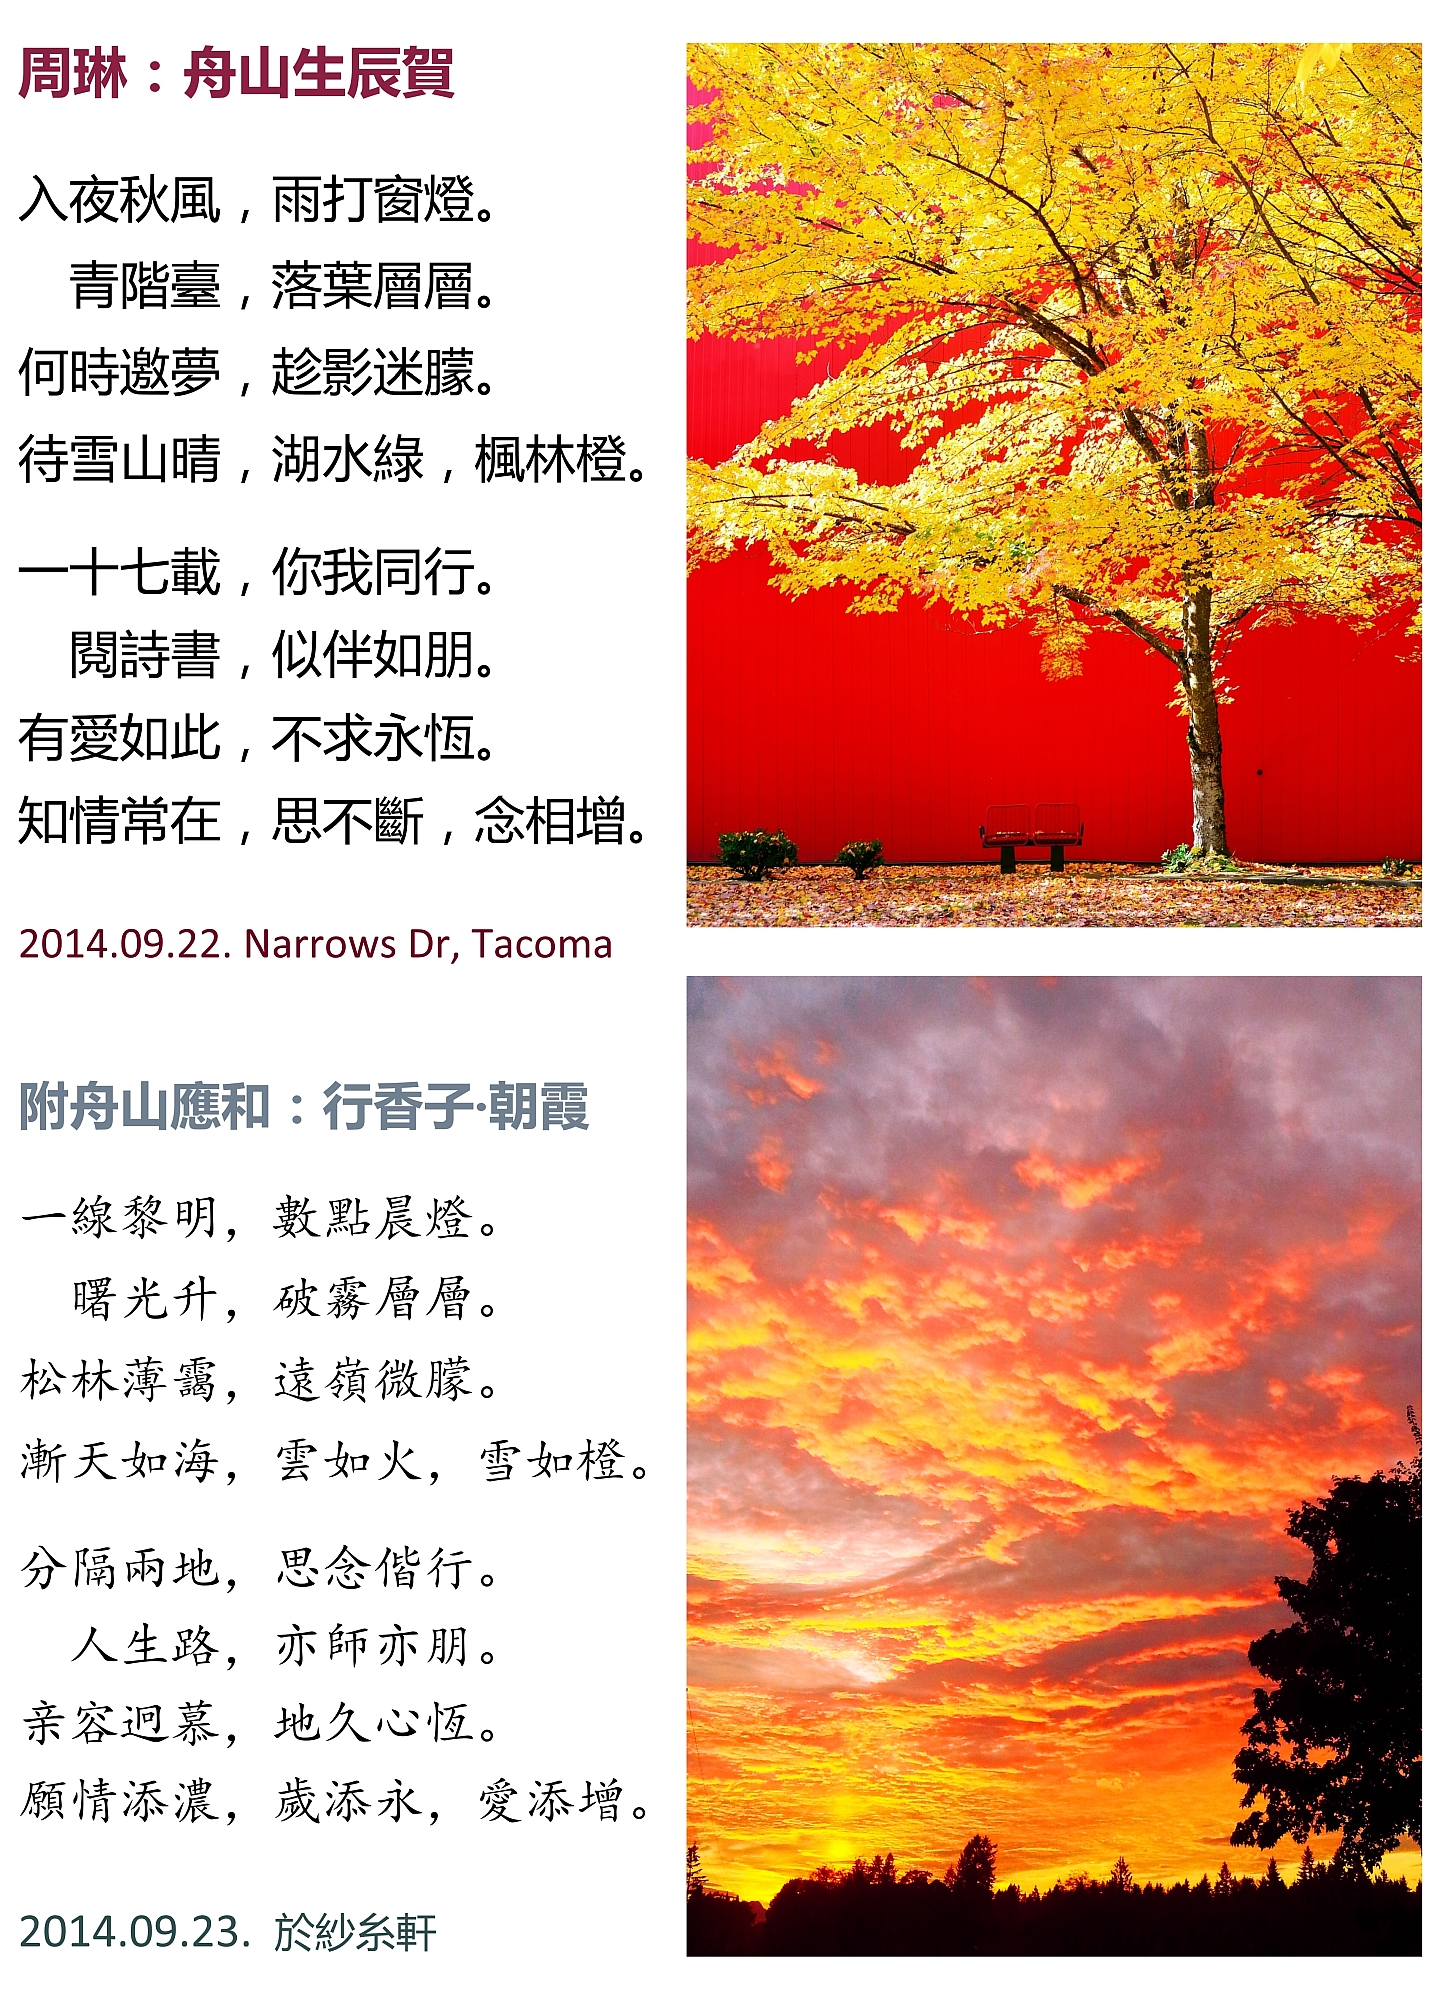 周琳：舟山生辰賀
入夜秋風，雨打窗燈。
青階臺，落葉層層。
何時邀夢，趁影迷朦。
待雪山晴，湖水綠，楓林橙。
一十七載，你我同行。
閱詩書，似伴如朋。
有愛如此，不求永恆。
知情常在，思不斷，念相增。
2014.09.22. Narrows Dr, Tacoma
附舟山應和：行香子·朝霞
一線黎明，數點晨燈。
曙光升，破霧層層。
松林薄靄，遠嶺微朦。
漸天如海，雲如火，雪如橙。
分隔兩地，思念偕行。
人生路，亦師亦朋。
亲容迥慕，地久心恆。
願情添濃，歲添永，愛添增。
2014.09.23. 於紗糸軒